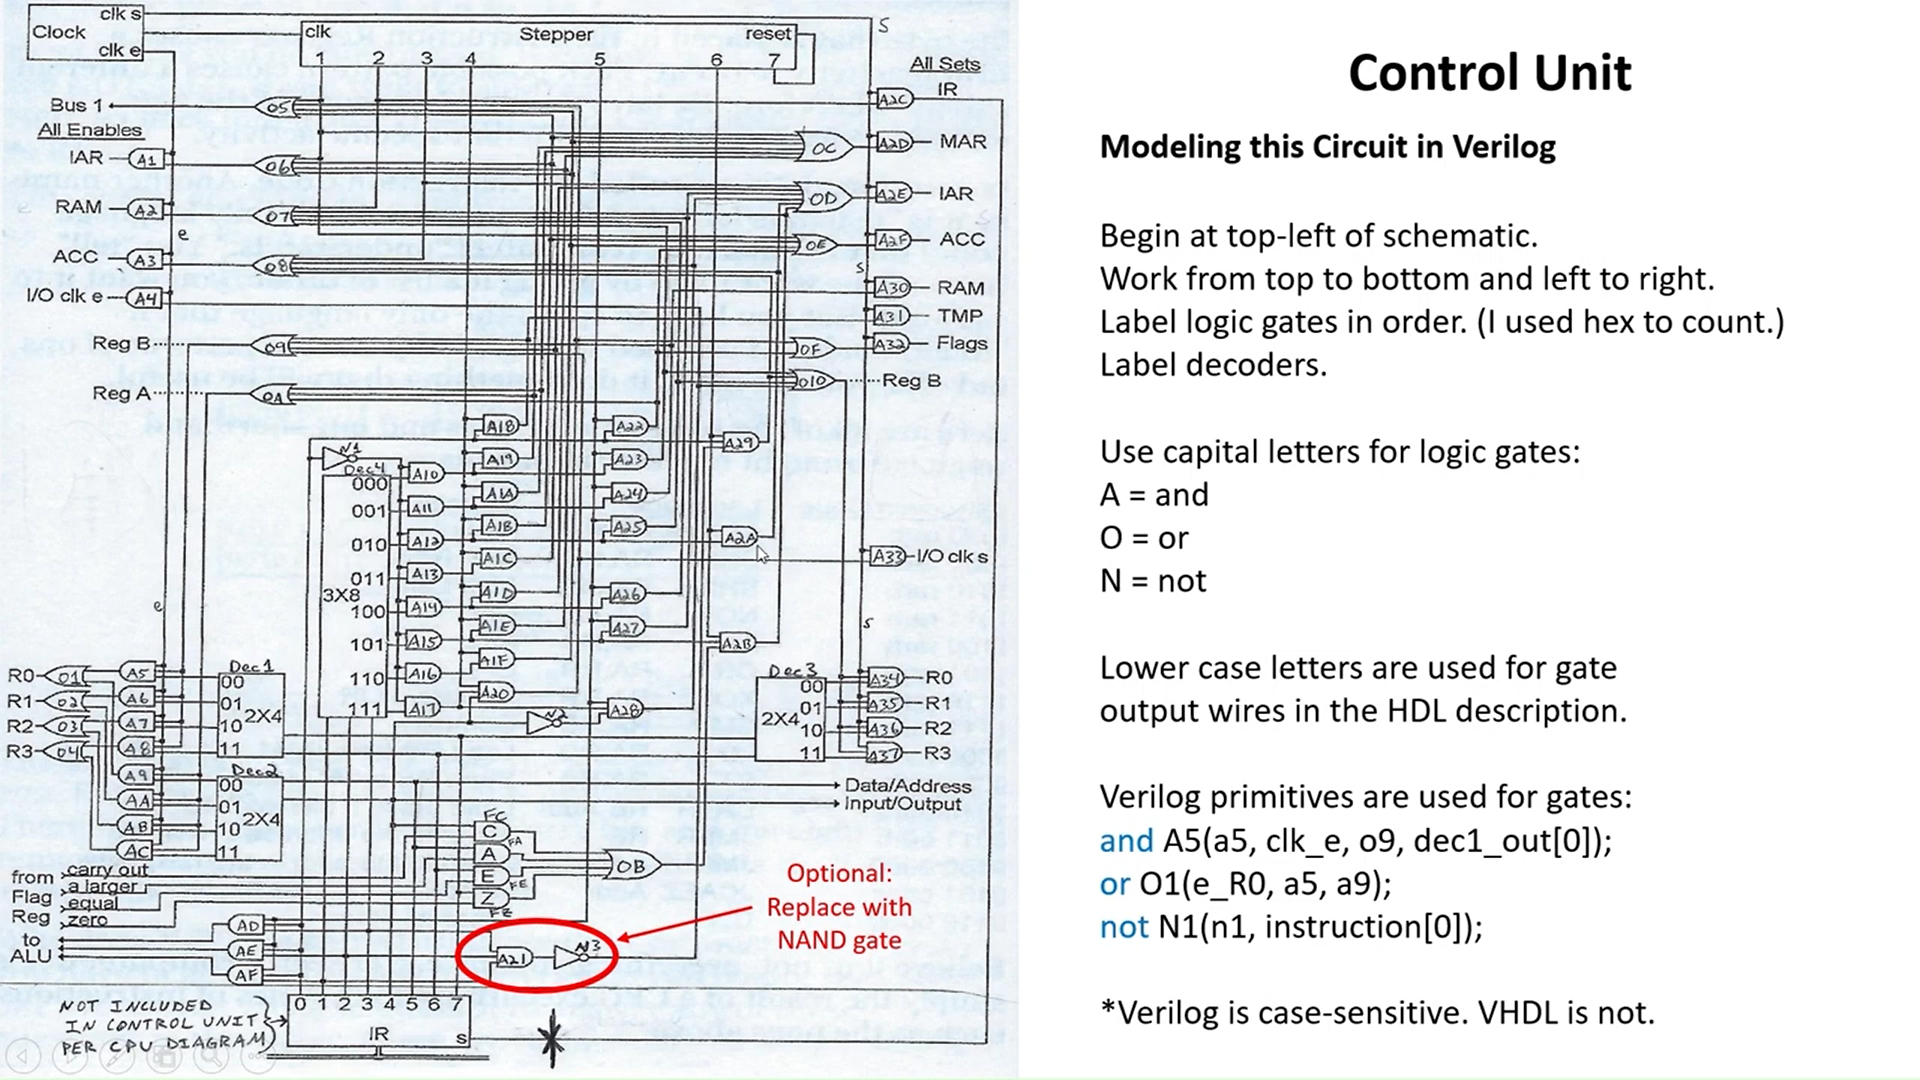 clk s
Clock
clk e
clk
Stepper
reset
1 2 3 4 5 6 7
S
All Sets
IR
A2C
Bus 1
O5
All Enables
OC
A2D
MAR
IAR
A1
O6
OD
A2E
IAR
RAM
A2
O7
e
e
OE
A2F
ACC
ACC
A3
O8
s
I/O clk e
A4
A30
RAM
A31
TMP
Reg B
O9
OF
A32
Flags
O10
Reg B
Reg A
OA
A18
A22
A29
N1
Dec4
000
A10
A19
A23
001
A11
A1A
A24
010
A12
A1B
A25
A2A
011
A13
A1C
A33
I/O clk s
3X8
100
A14
A1D
A26
e
101
A15
A1E
A27
A2B
s
110
A16
A1F
111
A17
A20
N2
A28
R0
O1
A5
Dec1
00
R1
O2
A6
01
R2
O3
A7
10
2X4
R3
O4
A8
11
A9
Dec2
00
AA
01
AB
10
2X4
AC
11
Dec3
00
A34
R0
01
A35
R1
2X4
10
A36
R2
11
A37
R3
Data/Address
Input/Output
FC
C
FA
A
E
FE
Z
FZ
OB
from
Flag
Reg
carry out
a larger
equal
zero
to
ALU
AD
AE
AF
A21
N3
Optional:
Replace with
NAND gate
0 1 2 3 4 5 6 7
IR
s
NOT INCLUDED
IN CONTROL UNIT
PER CPU DIAGRAM
*
Control Unit
Modeling this Circuit in Verilog
Begin at top-left of schematic.
Work from top to bottom and left to right.
Label logic gates in order. (I used hex to count.)
Label decoders.
Use capital letters for logic gates:
A = and
O = or
N = not
Lower case letters are used for gate
output wires in the HDL description.
Verilog primitives are used for gates:
and A5(a5, clk_e, o9, dec1_out[0]);
or O1(e_R0, a5, a9);
not N1(n1, instruction[0]);
*Verilog is case-sensitive. VHDL is not.